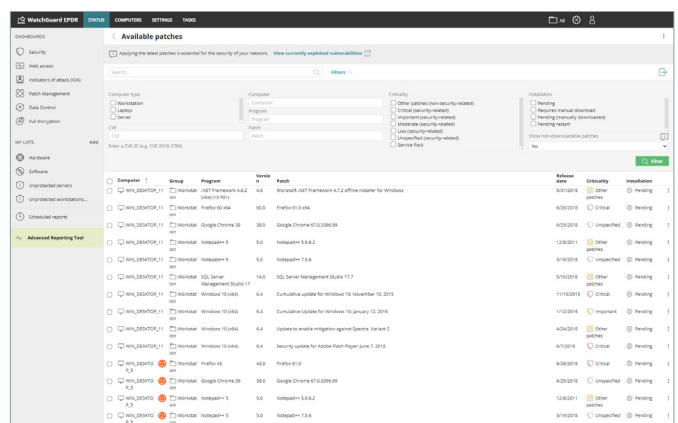 WatchGuard EPDR STATUS COMPUTERS SETTINGS TASKS All
DASHBOARDS
Security
Web access
Indicators of attack (IOA)
Patch Management
Data Control
Full Encryption
MY LISTS Add
Hardware
Software
Unprotected servers
Unprotected workstations...
Scheduled reports
Advanced Reporting Tool
Available patches
Applying the latest patches is essential for the security of your network. View currently exploited vulnerabilities
Search... Filters
Computer type
Workstation
Laptop
Server
CVE
CVE
Enter a CVE ID (e.g. CVE-2018-2790)
Computer
Computer
Program
Program
Patch
Patch
Criticality
Other patches (non-security-related)
Critical (security-related)
Important (security-related)
Moderate (security-related)
Low (security-related)
Unspecified (security-related)
Service Pack
Installation
Pending
Requires manual download
Pending (manually downloaded)
Pending restart
Show non-downloadable patches
No
Filter
Computer Group Program Version Patch Release date Criticality Installation
WIN_DESKTOP_11 Workstation .NET Framework 4.6.2 (x64) (10 RS1) 4.6 Microsoft .NET Framework 4.7.2 offline installer for Windows 5/31/2018 Other patches Pending
WIN_DESKTOP_11 Workstation Firefox 60 x64 60.0 Firefox 61.0 x64 6/26/2018 Critical Pending
WIN_DESKTOP_11 Workstation Google Chrome 39 39.0 Google Chrome 67.0.3396.99 6/25/2018 Unspecified Pending
WIN_DESKTOP_11 Workstation Notepad++ 5 5.0 Notepad++ 5.9.6.2 12/8/2011 Other patches Pending
WIN_DESKTOP_11 Workstation Notepad++ 5 5.0 Notepad++ 7.5.6 3/19/2018 Unspecified Pending
WIN_DESKTOP_11 Workstation SQL Server Management Studio 17 14.0 SQL Server Management Studio 17.7 5/10/2018 Other patches Pending
WIN_DESKTOP_11 Workstation Windows 10 (x64) 6.4 Cumulative update for Windows 10: November 10, 2015 11/10/2015 Critical Pending
WIN_DESKTOP_11 Workstation Windows 10 (x64) 6.4 Cumulative Update for Windows 10: January 12, 2016 1/12/2016 Important Pending
WIN_DESKTOP_11 Workstation Windows 10 (x64) 6.4 Update to enable mitigation against Spectre, Variant 2 4/24/2018 Other patches Pending
WIN_DESKTOP_11 Workstation Windows 10 (x64) 6.4 Security update for Adobe Flash Player: June 7, 2018 6/7/2018 Critical Pending
WIN_DESKTOP_5 Workstation Firefox 43 43.0 Firefox 61.0 6/26/2018 Critical Pending
WIN_DESKTOP_5 Workstation Google Chrome 39 39.0 Google Chrome 67.0.3396.99 6/25/2018 Unspecified Pending
WIN_DESKTOP_5 Workstation Notepad++ 5 5.0 Notepad++ 5.9.6.2 12/8/2011 Other patches Pending
WIN_DESKTOP_5 Workstation Notepad++ 5 5.0 Notepad++ 7.5.6 3/19/2018 Unspecified Pending